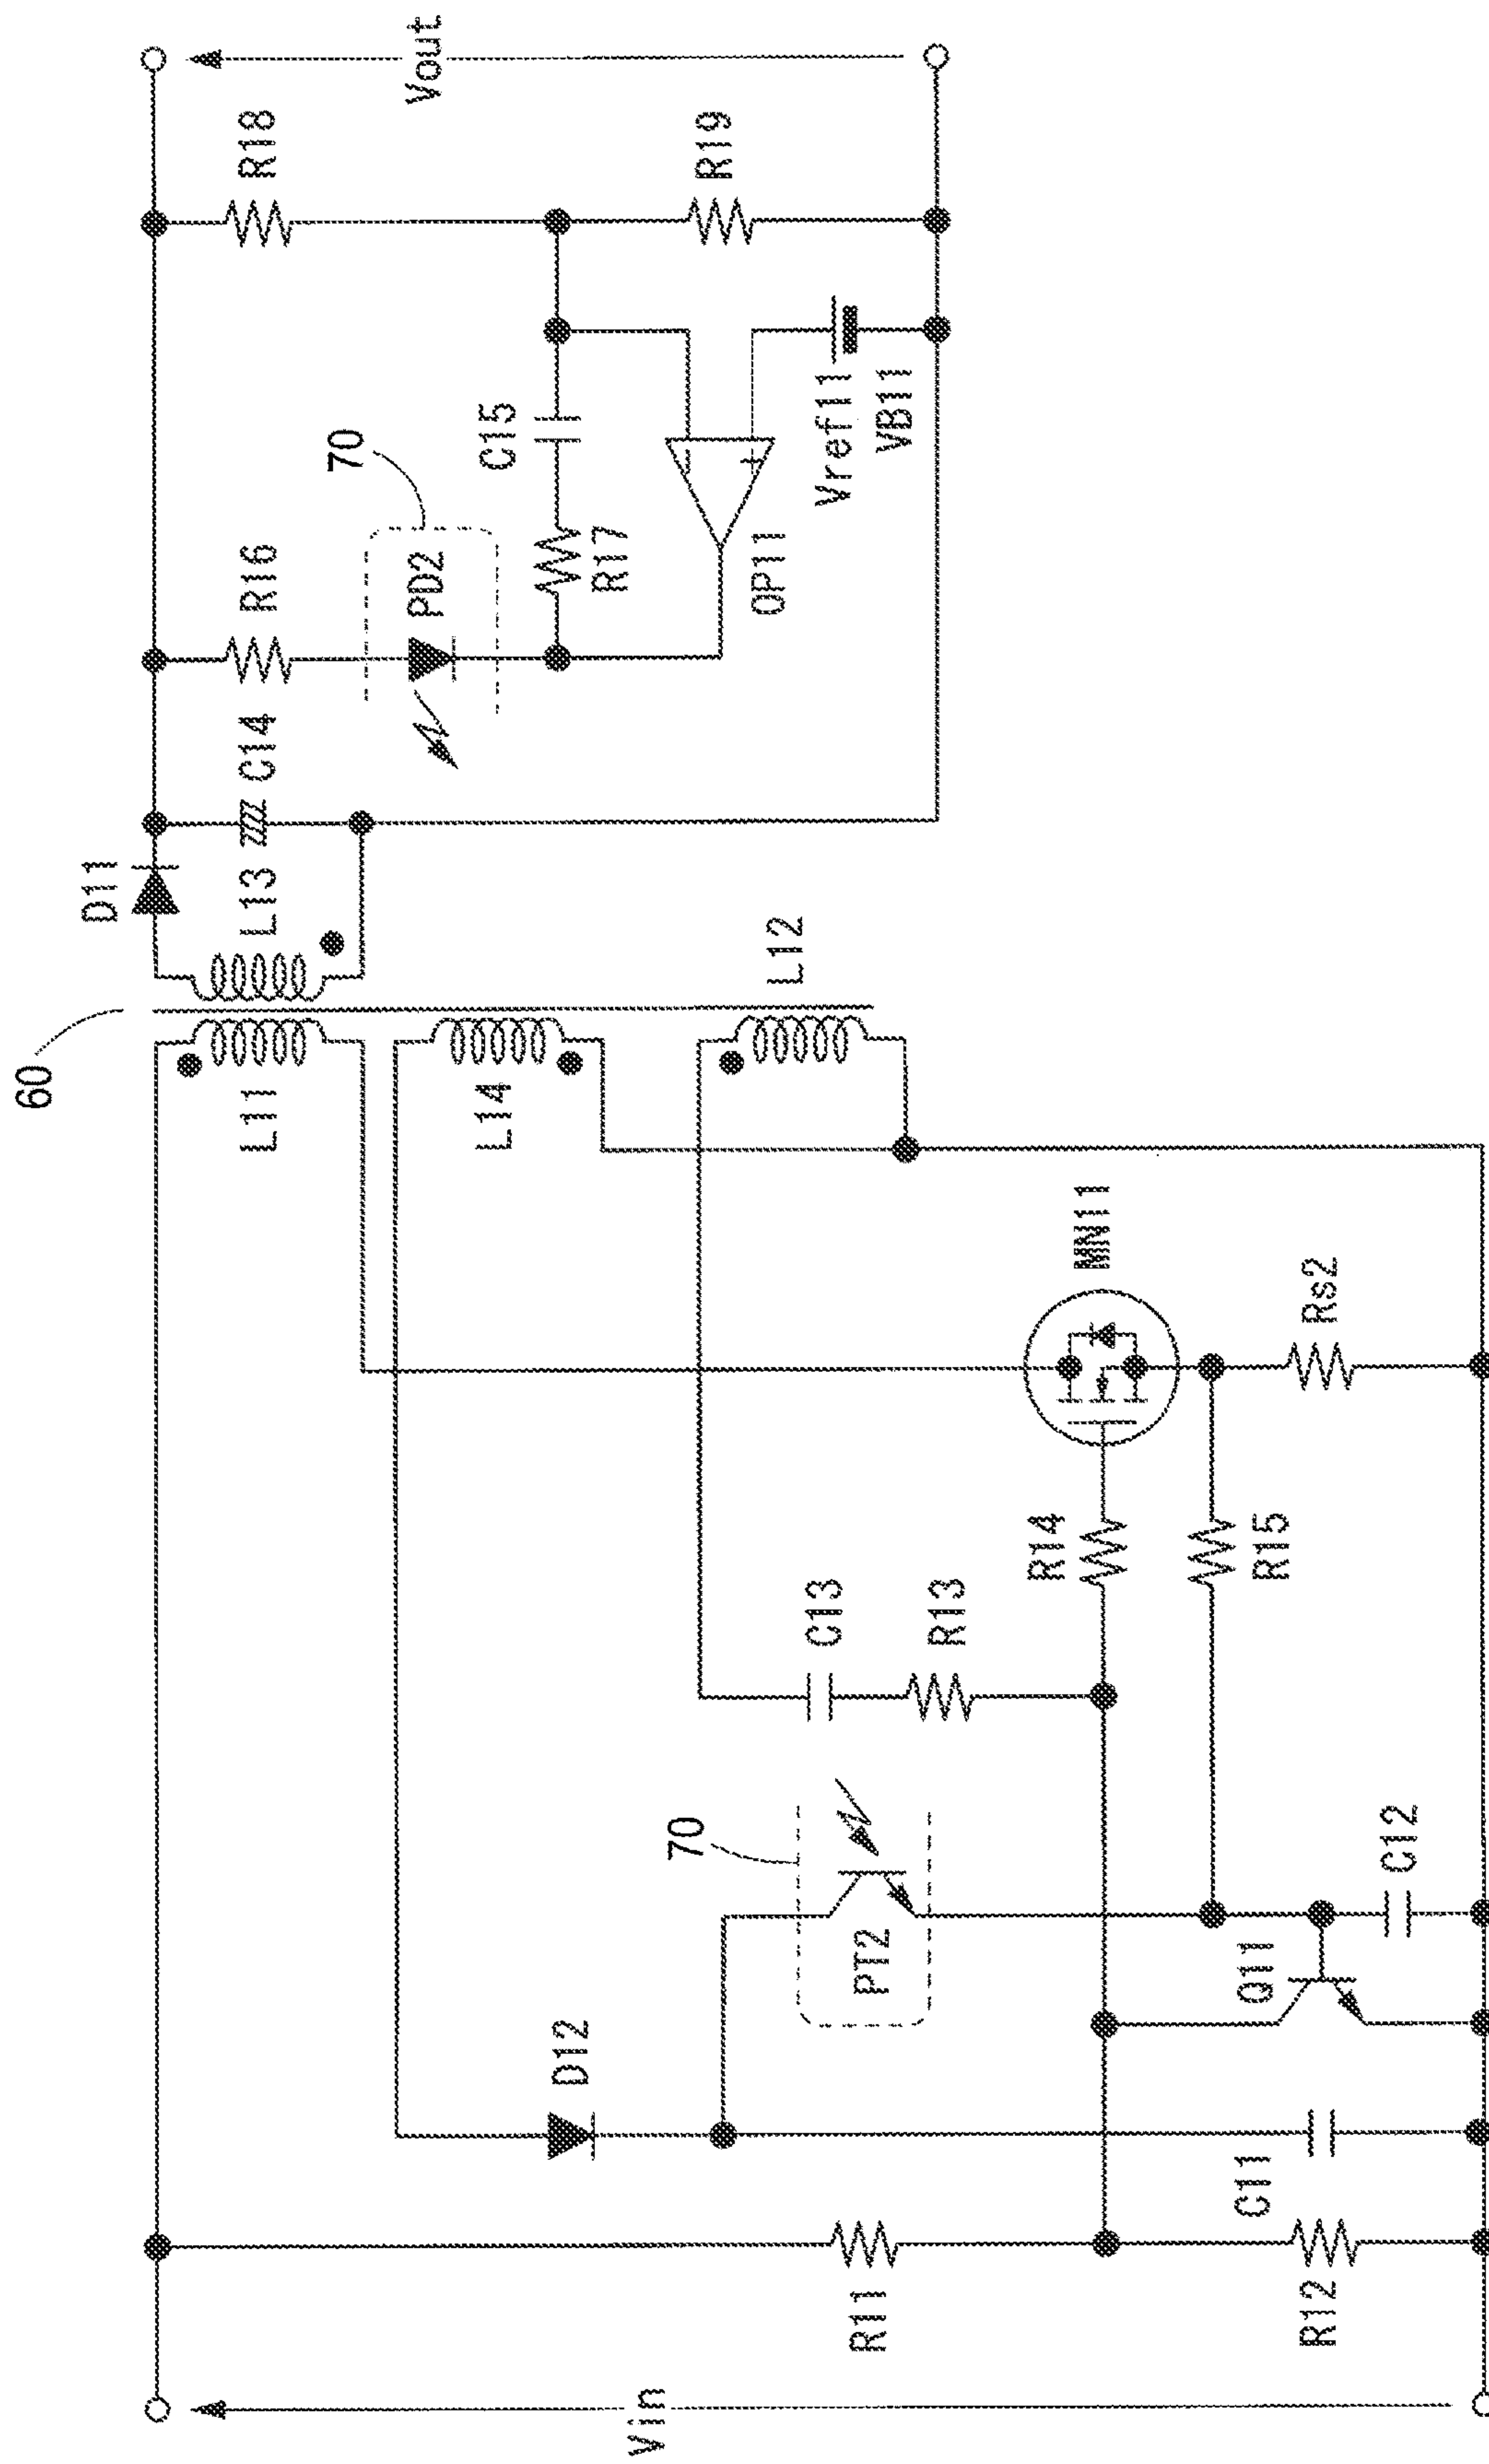 60
D11
L13
C14
R16
R18
70
PD2
C15
R17
OP11
Vref11
VB11
R19
Vout
L11
L14
L12
MN11
Rs2
R14
R15
C13
R13
70
PT2
Q11
C12
D12
C11
R11
R12
Vin